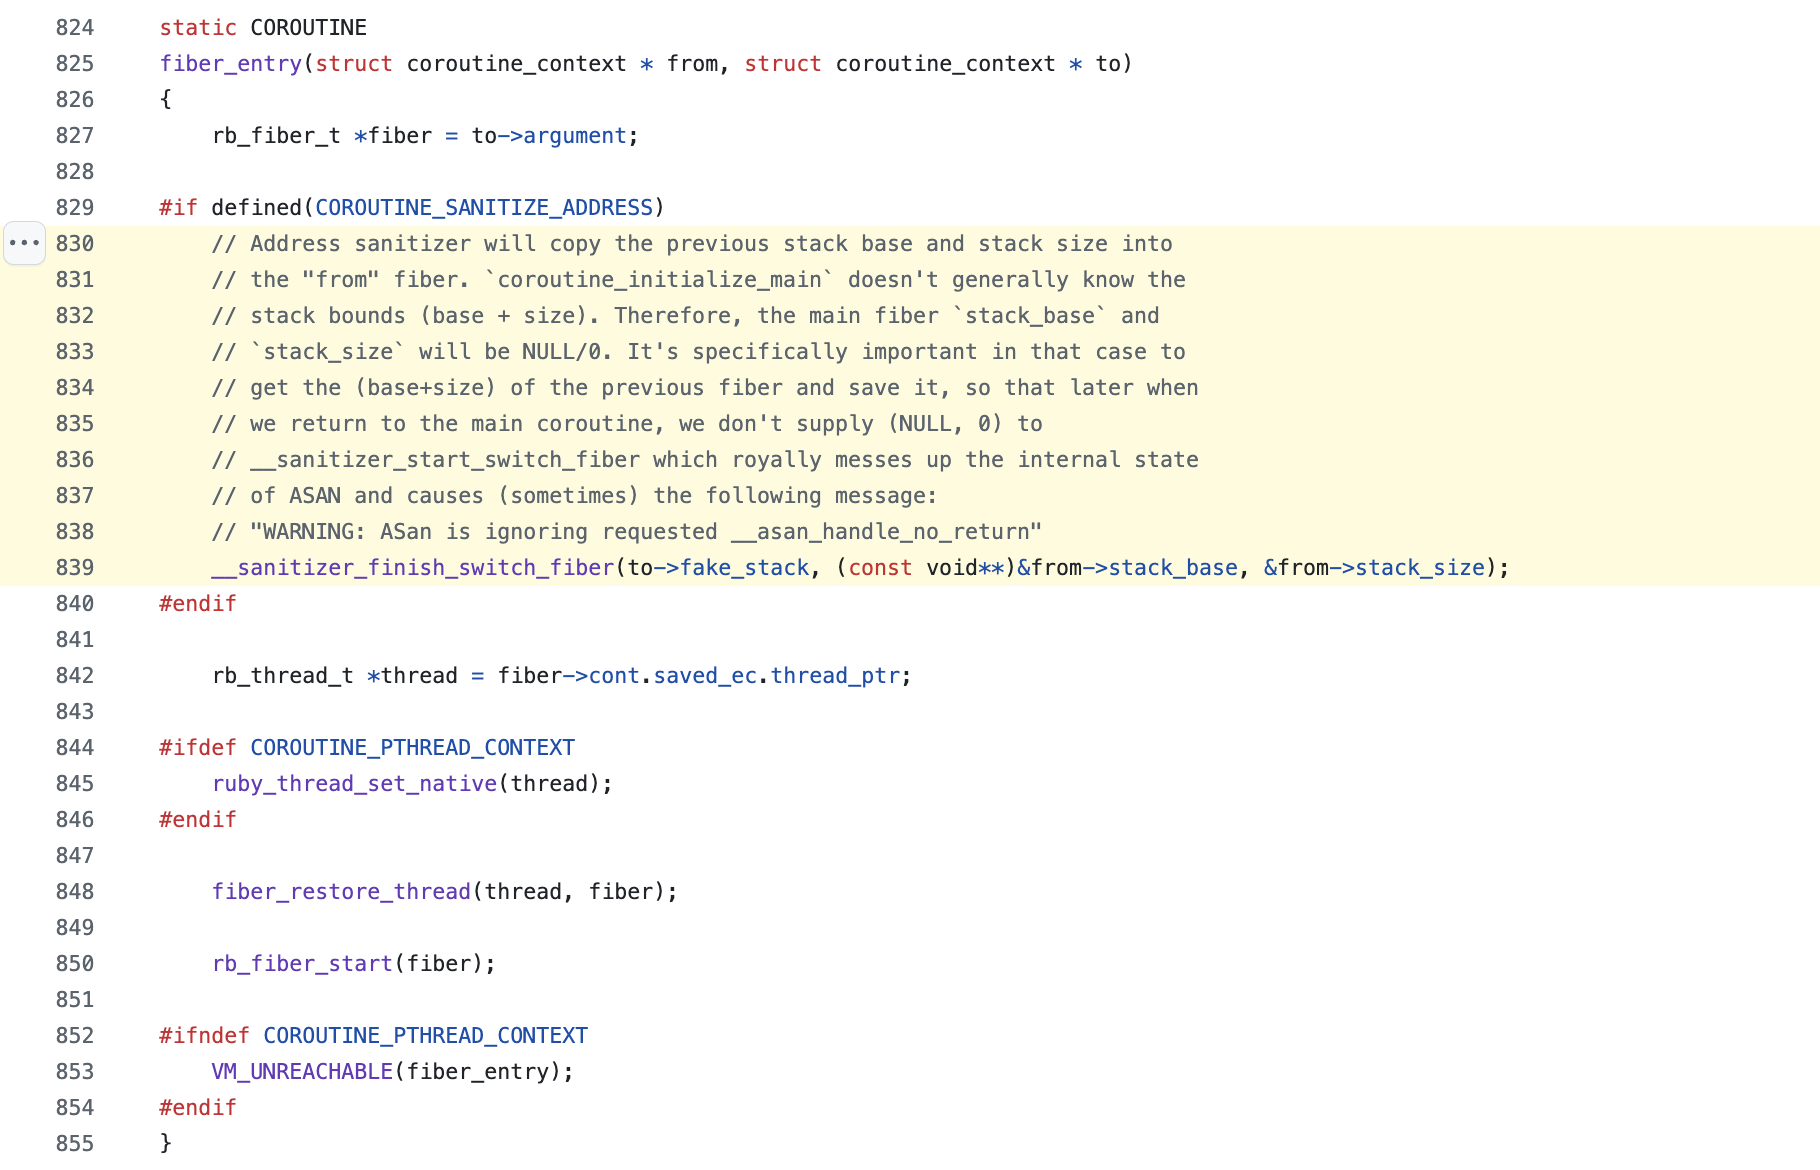 824 static COROUTINE
825 fiber_entry(struct coroutine_context * from, struct coroutine_context * to)
826 {
827     rb_fiber_t *fiber = to->argument;
828
829 #if defined(COROUTINE_SANITIZE_ADDRESS)
••• 830     // Address sanitizer will copy the previous stack base and stack size into
831     // the "from" fiber. `coroutine_initialize_main` doesn't generally know the
832     // stack bounds (base + size). Therefore, the main fiber `stack_base` and
833     // `stack_size` will be NULL/0. It's specifically important in that case to
834     // get the (base+size) of the previous fiber and save it, so that later when
835     // we return to the main coroutine, we don't supply (NULL, 0) to
836     // __sanitizer_start_switch_fiber which royally messes up the internal state
837     // of ASAN and causes (sometimes) the following message:
838     // "WARNING: ASan is ignoring requested __asan_handle_no_return"
839     __sanitizer_finish_switch_fiber(to->fake_stack, (const void**)&from->stack_base, &from->stack_size);
840 #endif
841
842     rb_thread_t *thread = fiber->cont.saved_ec.thread_ptr;
843
844 #ifdef COROUTINE_PTHREAD_CONTEXT
845     ruby_thread_set_native(thread);
846 #endif
847
848     fiber_restore_thread(thread, fiber);
849
850     rb_fiber_start(fiber);
851
852 #ifndef COROUTINE_PTHREAD_CONTEXT
853     VM_UNREACHABLE(fiber_entry);
854 #endif
855 }